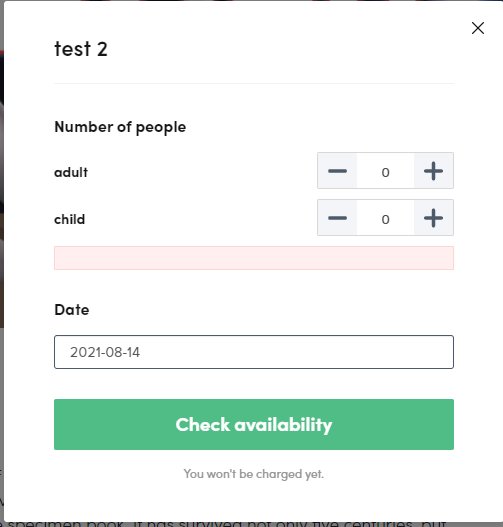 test 2
Number of people
adult 0
child 0
Date
2021-08-14
Check availability
You won't be charged yet.
specimen book. It has survived not only five centuries, but